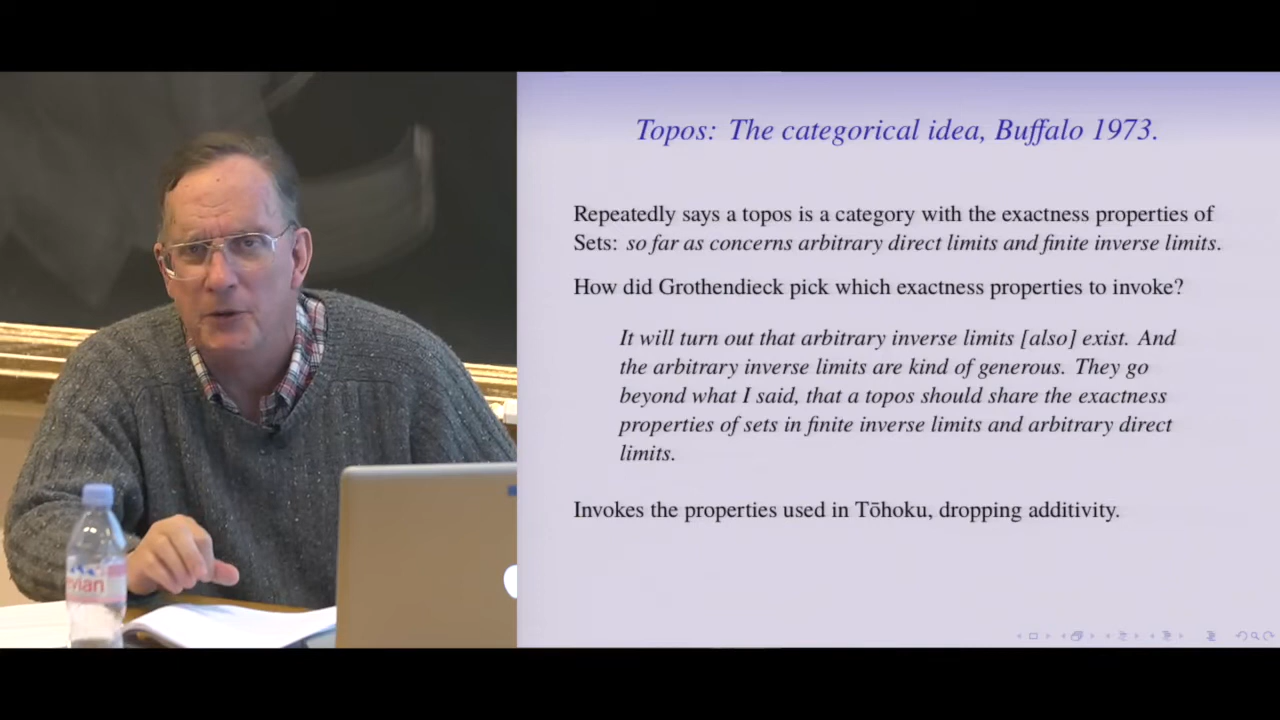 Topos: The categorical idea, Buffalo 1973.
Repeatedly says a topos is a category with the exactness properties of
Sets: so far as concerns arbitrary direct limits and finite inverse limits.
How did Grothendieck pick which exactness properties to invoke?
It will turn out that arbitrary inverse limits [also] exist. And
the arbitrary inverse limits are kind of generous. They go
beyond what I said, that a topos should share the exactness
properties of sets in finite inverse limits and arbitrary direct
limits.
Invokes the properties used in Tōhoku, dropping additivity.
evian